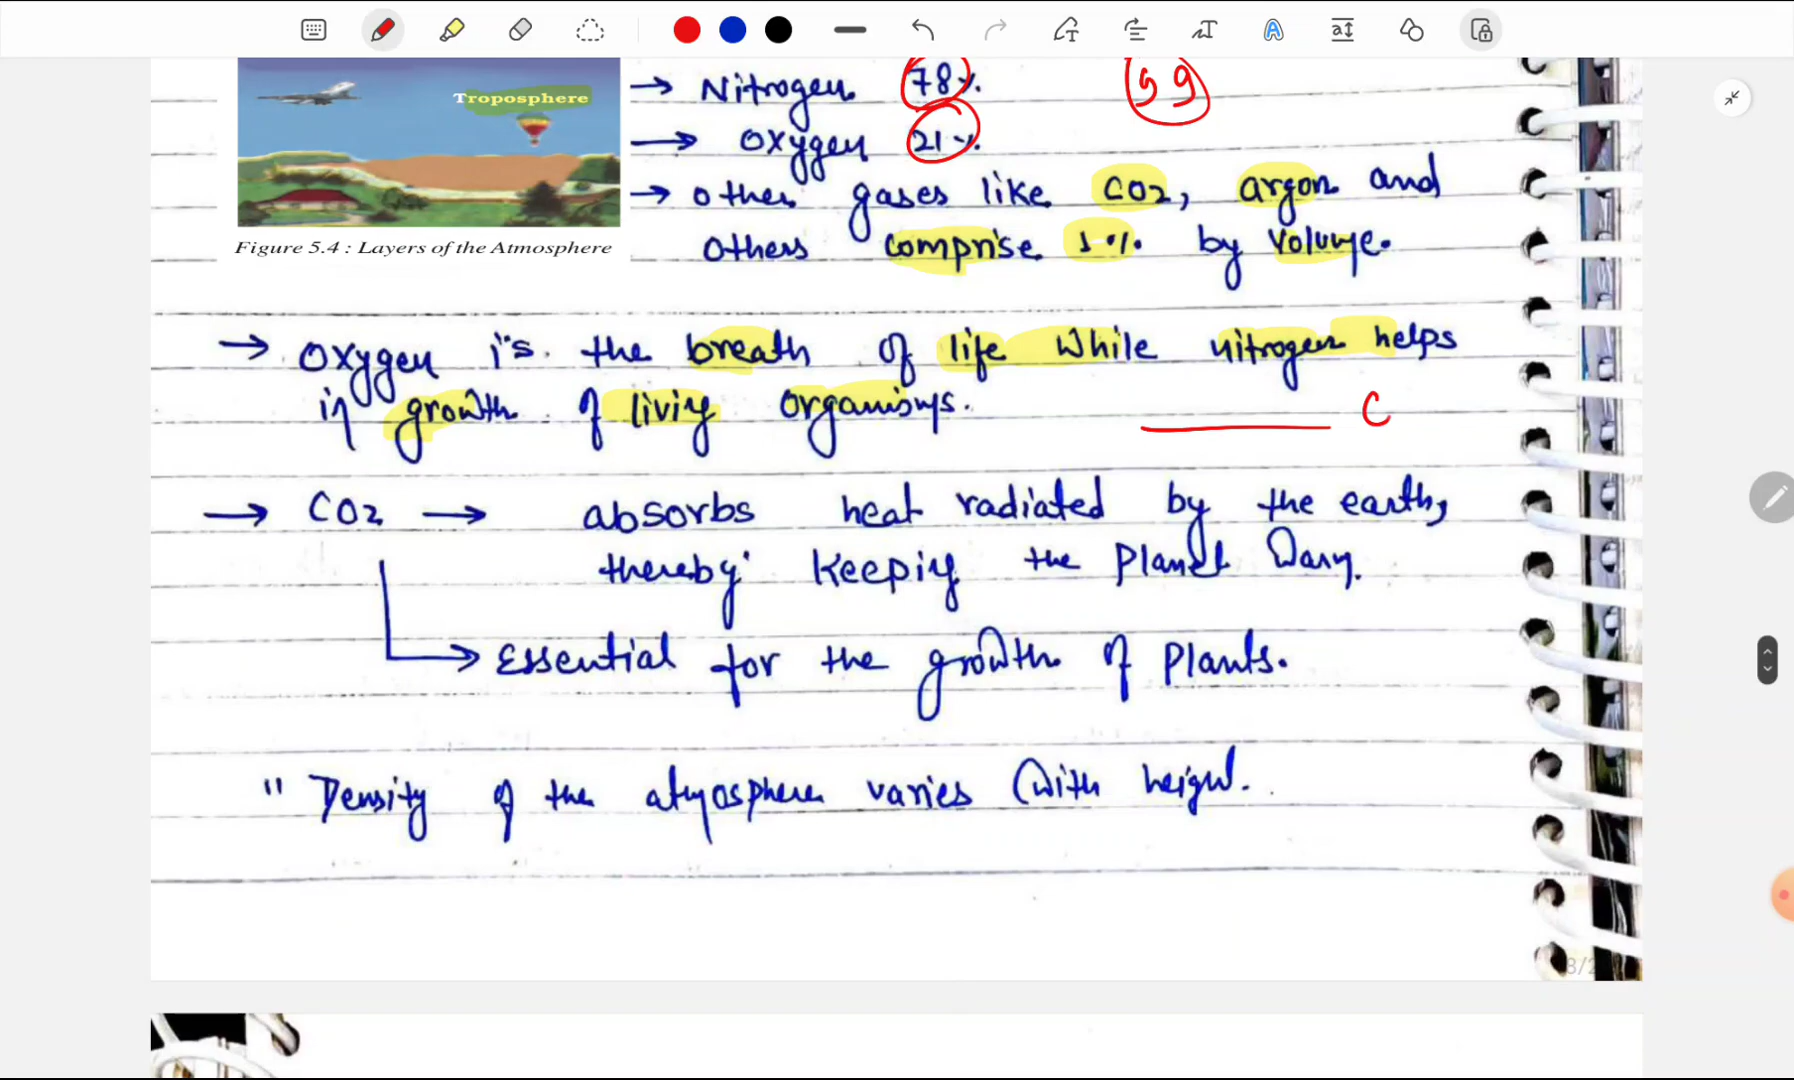 Troposphere
Figure 5.4 : Layers of the Atmosphere
→ Nitrogen 78%.
99
→ Oxygen 21%.
→ other gases like CO2, argon and
others comprise 1% by volume.
→ Oxygen is the breath of life while nitrogen helps
in growth of living organisms.
C
→ CO2 → absorbs heat radiated by the earth,
thereby keeping the planet warm.
→ Essential for the growth of plants.
" Density of the atmosphere varies with height.